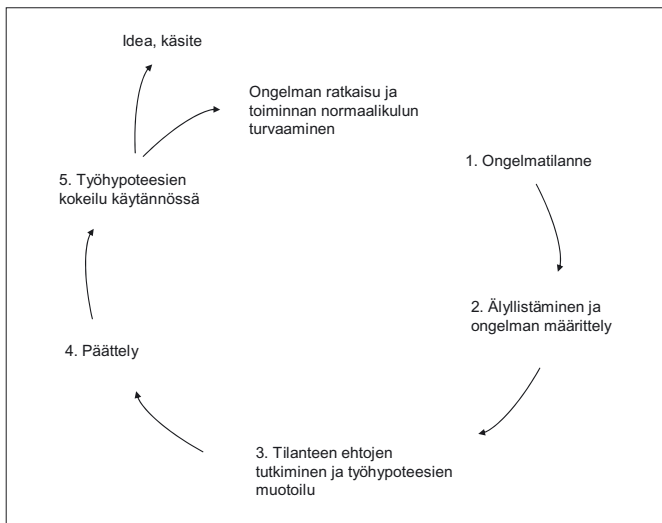 Idea, käsite
Ongelman ratkaisu ja
toiminnan normaalikulun
turvaaminen
1. Ongelmatilanne
5. Työhypoteesien
kokeilu käytännössä
2. Älyllistäminen ja
ongelman määrittely
4. Päättely
3. Tilanteen ehtojen
tutkiminen ja työhypoteesien
muotoilu